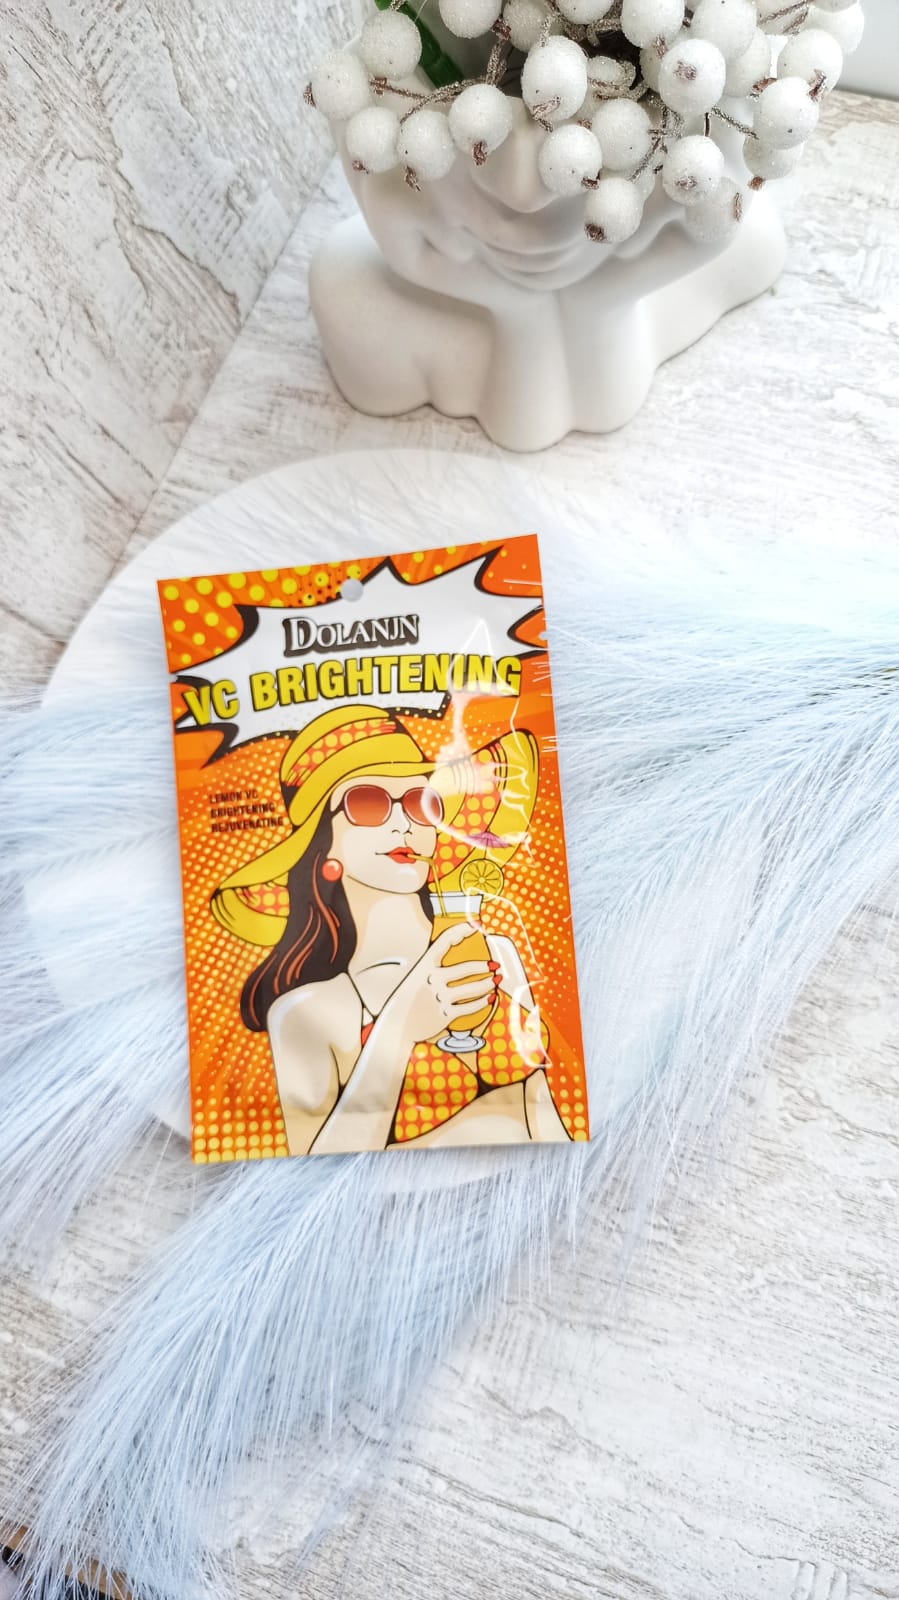 DOLANJN
VC BRIGHTENING
LEMON VC
BRIGHTENING
REJUVENATING